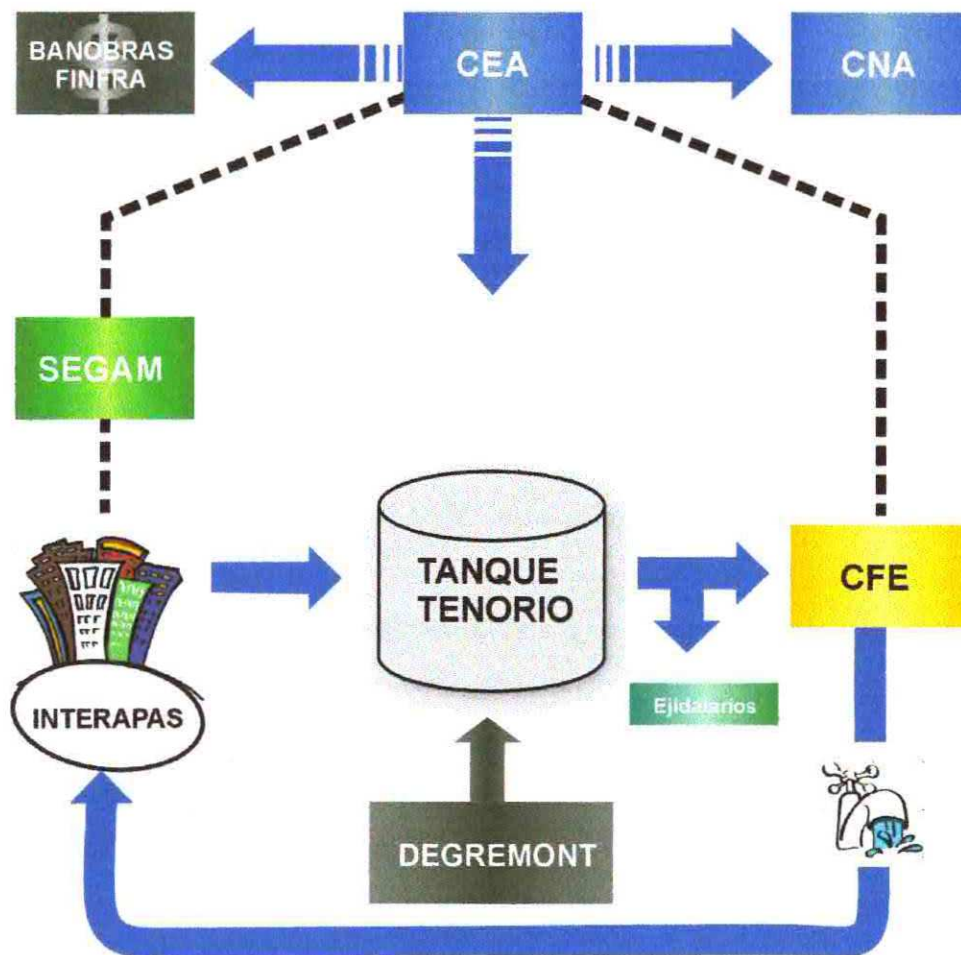 BANOBRAS
FINFRA
CEA
CNA
SEGAM
TANQUE
TENORIO
CFE
INTERAPAS
Ejidatarios
DEGREMONT